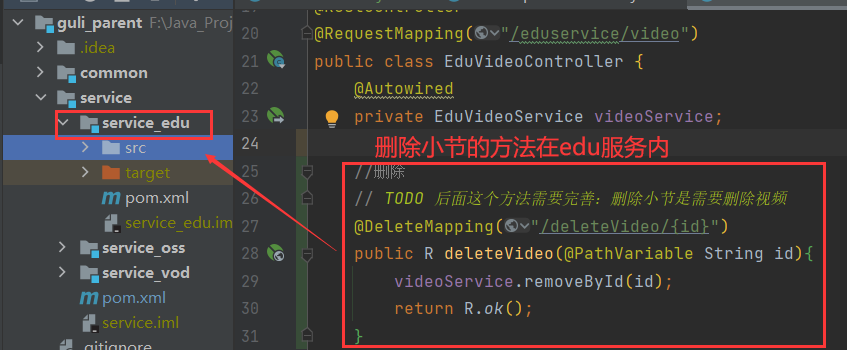 guli_parent F:\Java_Proj
.idea
common
service
service_edu
src
target
pom.xml
service_edu.im
service_oss
service_vod
pom.xml
service.iml
.gitignore
20 @RequestMapping("/eduservice/video")
21 public class EduVideoController {
22 @Autowired
23 private EduVideoService videoService;
24 删除小节的方法在edu服务内
25 //删除
26 // TODO 后面这个方法需要完善：删除小节是需要删除视频
27 @DeleteMapping("/deleteVideo/{id}")
28 public R deleteVideo(@PathVariable String id){
29 videoService.removeById(id);
30 return R.ok();
31 }